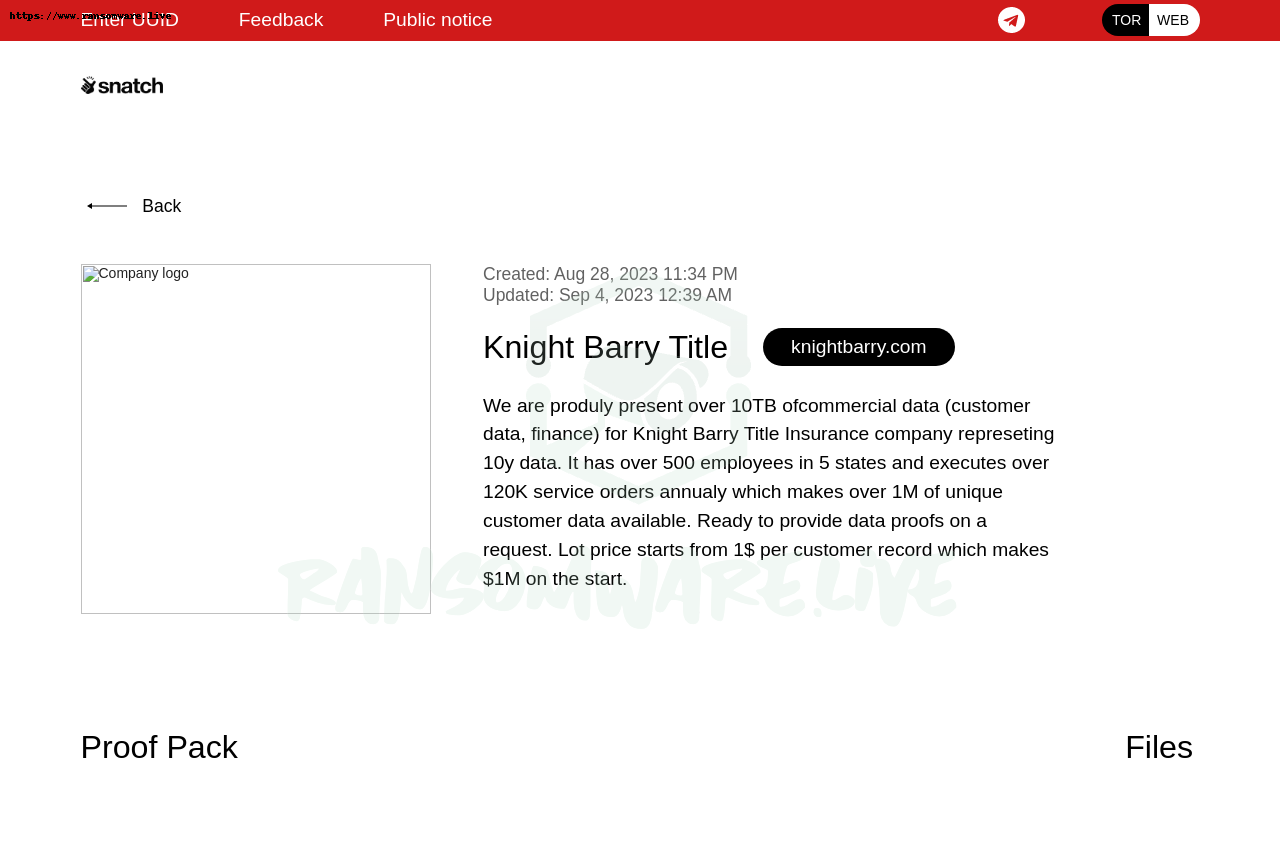 https://www.ransomware.live
Enter UUID
Feedback
Public notice
TOR
WEB
snatch
Back
Company logo
Created: Aug 28, 2023 11:34 PM
Updated: Sep 4, 2023 12:39 AM
Knight Barry Title
knightbarry.com
We are produly present over 10TB ofcommercial data (customer
data, finance) for Knight Barry Title Insurance company represeting
10y data. It has over 500 employees in 5 states and executes over
120K service orders annualy which makes over 1M of unique
customer data available. Ready to provide data proofs on a
request. Lot price starts from 1$ per customer record which makes
$1M on the start.
RANSOMWARE.LIVE
Proof Pack
Files